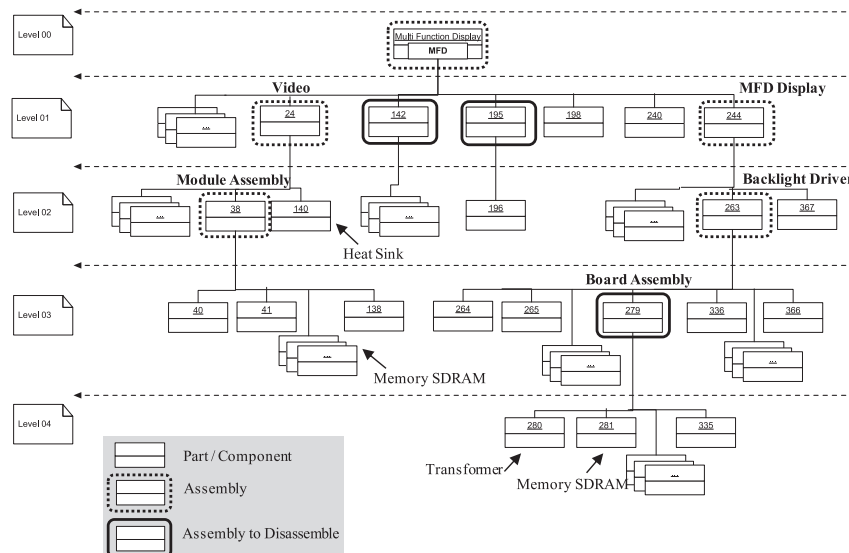 Level 00
Multi Function Display
MFD
Video
MFD Display
Level 01
...
24
142
195
198
240
244
Module Assembly
Backlight Driver
Level 02
...
38
140
...
196
...
263
367
Heat Sink
Board Assembly
Level 03
40
41
138
264
265
279
336
366
...
...
...
Memory SDRAM
Level 04
280
281
335
...
Transformer
Memory SDRAM
Part / Component
Assembly
Assembly to Disassemble